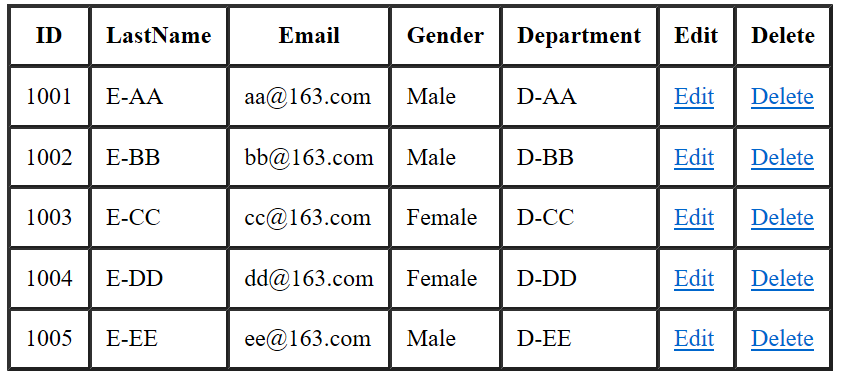 ID LastName Email Gender Department Edit Delete
1001 E-AA aa@163.com Male D-AA Edit Delete
1002 E-BB bb@163.com Male D-BB Edit Delete
1003 E-CC cc@163.com Female D-CC Edit Delete
1004 E-DD dd@163.com Female D-DD Edit Delete
1005 E-EE ee@163.com Male D-EE Edit Delete